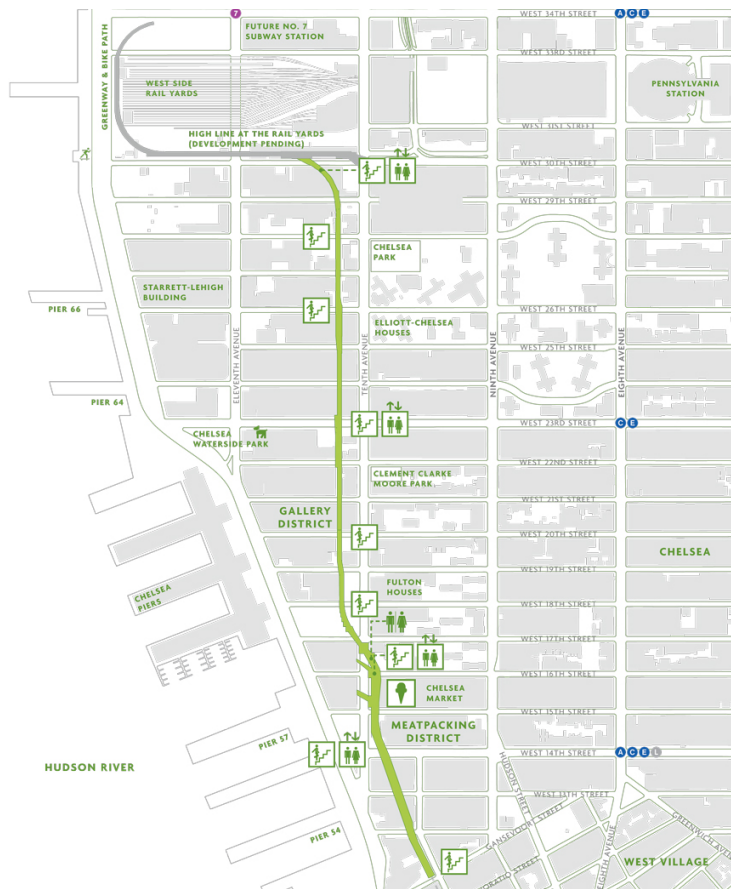 WEST 34TH STREET
A C E
7
FUTURE NO. 7
SUBWAY STATION
WEST 33RD STREET
GREENWAY & BIKE PATH
WEST SIDE
RAIL YARDS
PENNSYLVANIA
STATION
WEST 31ST STREET
HIGH LINE AT THE RAIL YARDS
(DEVELOPMENT PENDING)
WEST 30TH STREET
WEST 29TH STREET
CHELSEA
PARK
STARRETT-LEHIGH
BUILDING
PIER 66
WEST 26TH STREET
ELLIOTT-CHELSEA
HOUSES
WEST 25TH STREET
ELEVENTH AVENUE
TENTH AVENUE
NINTH AVENUE
EIGHTH AVENUE
PIER 64
WEST 23RD STREET
C E
CHELSEA
WATERSIDE PARK
WEST 22ND STREET
CLEMENT CLARKE
MOORE PARK
WEST 21ST STREET
GALLERY
DISTRICT
WEST 20TH STREET
CHELSEA
WEST 19TH STREET
FULTON
HOUSES
CHELSEA
PIERS
WEST 18TH STREET
WEST 17TH STREET
WEST 16TH STREET
CHELSEA
MARKET
WEST 15TH STREET
MEATPACKING
DISTRICT
PIER 57
WEST 14TH STREET
A C E L
HUDSON RIVER
HUDSON STREET
WEST 13TH STREET
GANSEVOORT STREET
GREENWICH AVE
PIER 54
EIGHTH AVENUE
WEST VILLAGE
HORATIO STREET